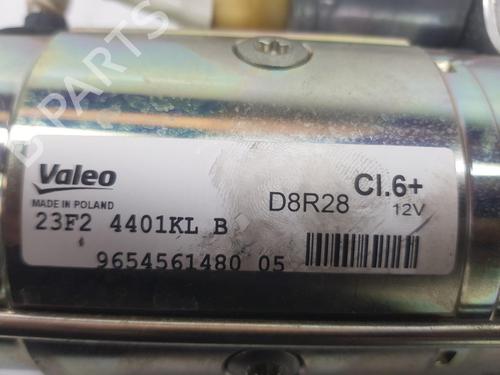 Valeo
MADE IN POLAND
23F2 4401KL B
D8R28
Cl.6+
12V
9654561480 05
B-PARTS